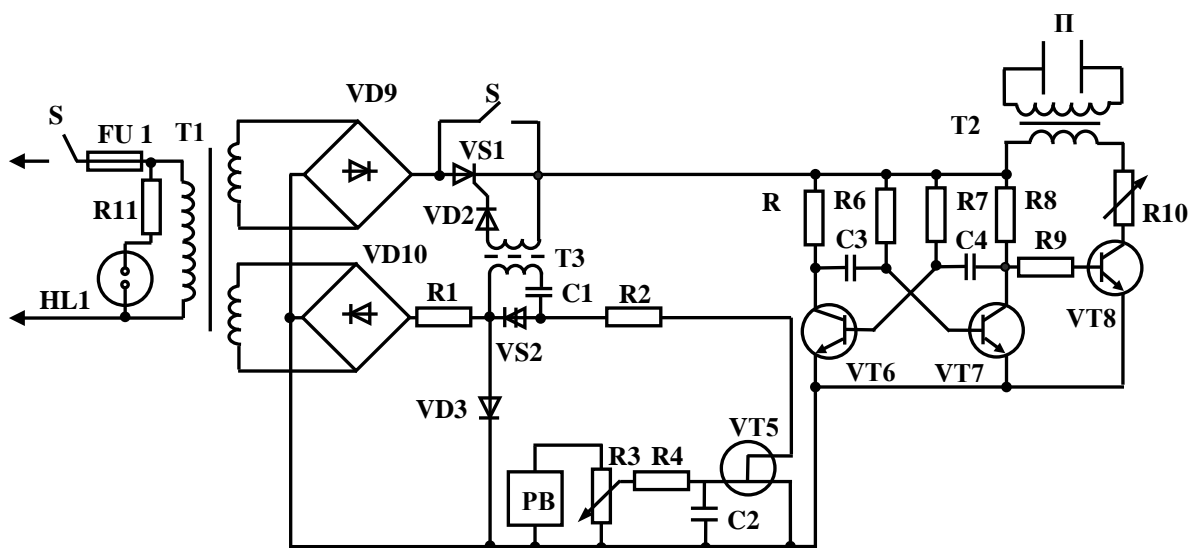 П
S
FU 1
T1
VD9
S
T2
VS1
R11
VD2
R
R6
R7
R8
R10
C3
C4
R9
VD10
T3
HL1
R1
C1
R2
VS2
VT8
VT6
VT7
VD3
VT5
R3
R4
PB
C2